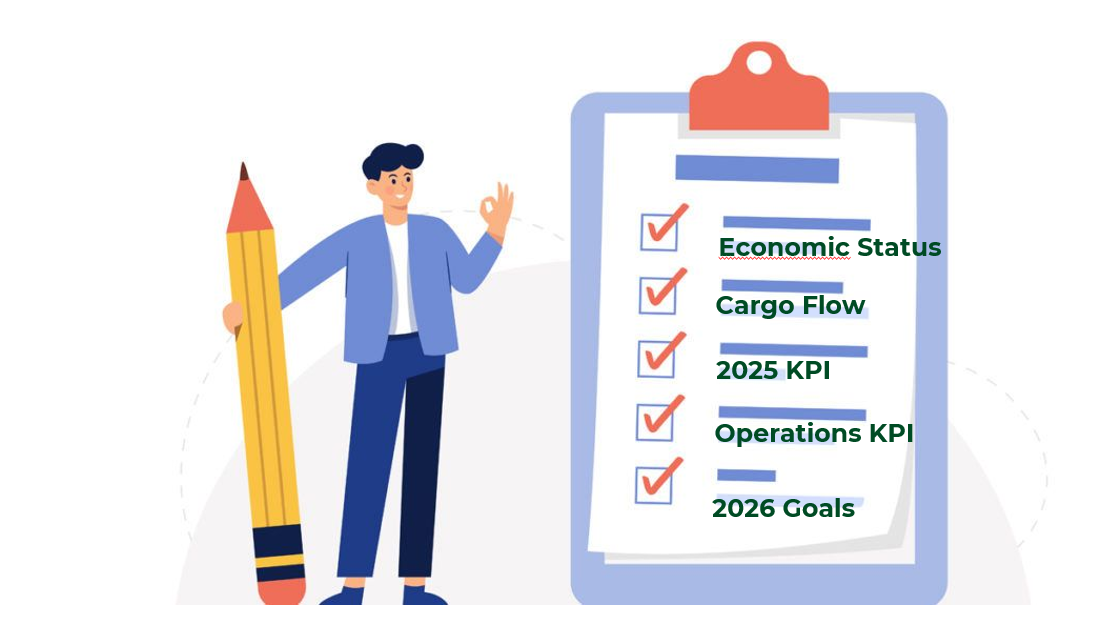 Economic Status
Cargo Flow
2025 KPI
Operations KPI
2026 Goals